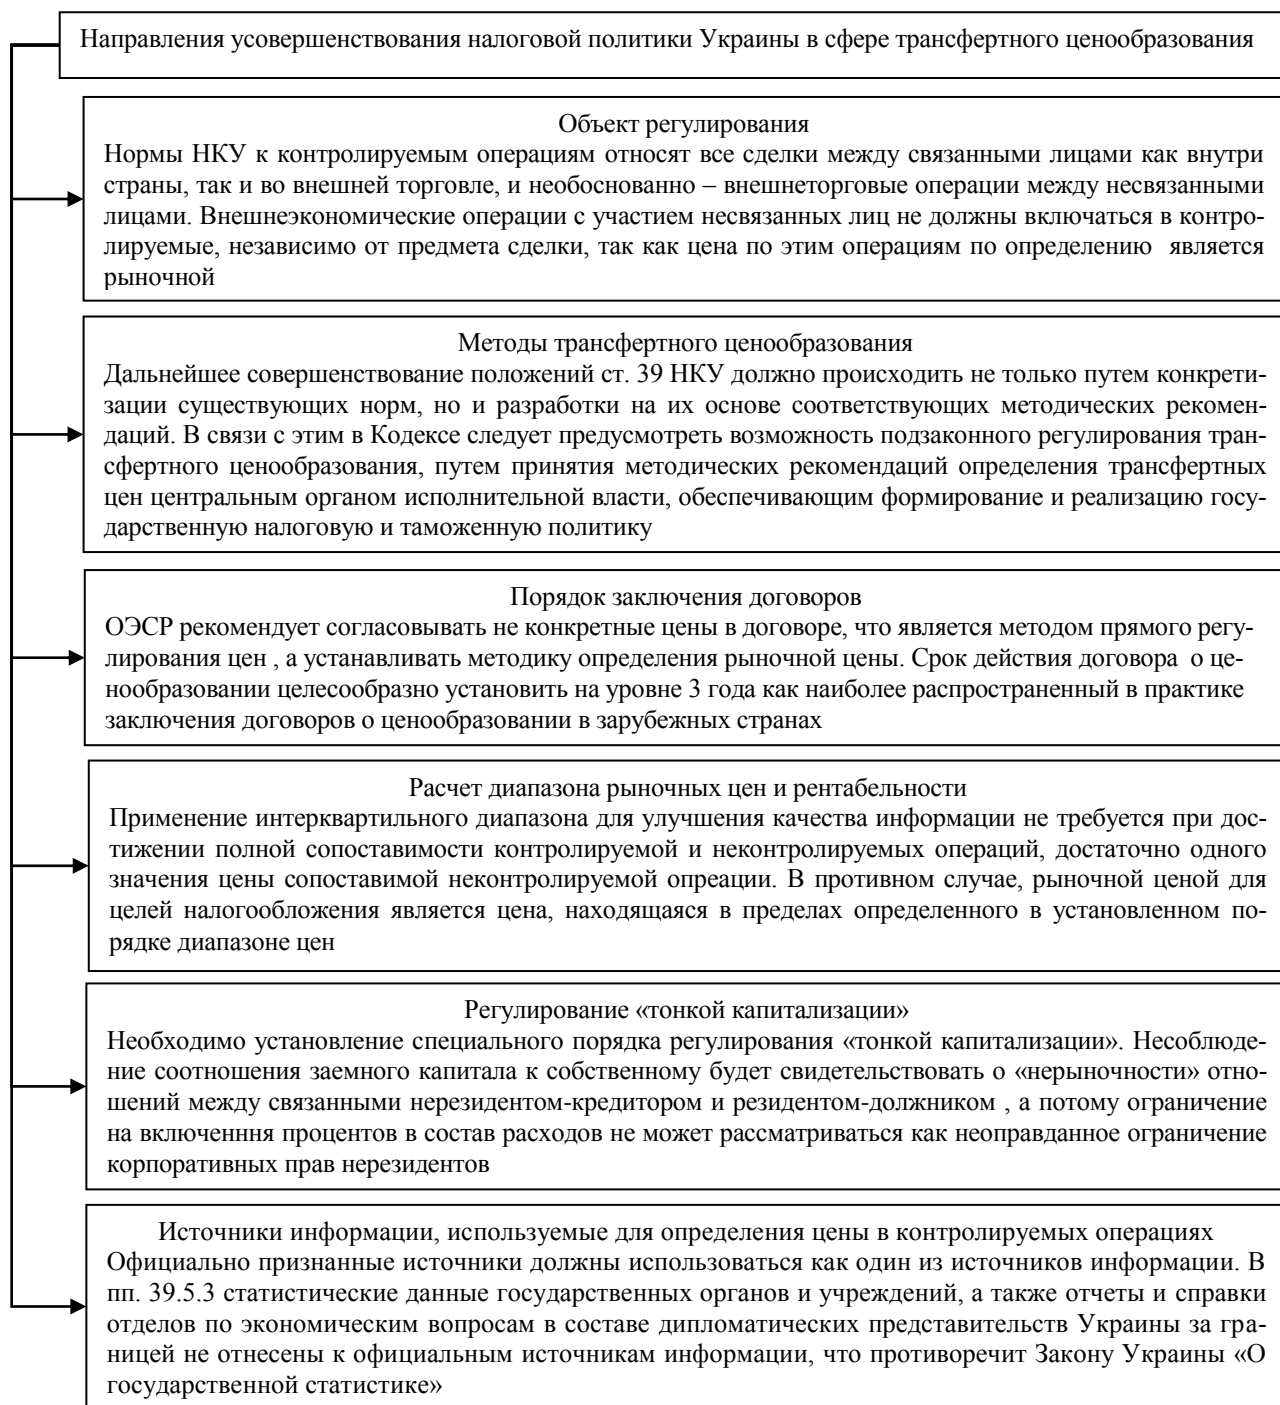 Направления усовершенствования налоговой политики Украины в сфере трансфертного ценообразования
Объект регулирования
Нормы НКУ к контролируемым операциям относят все сделки между связанными лицами как внутри
страны, так и во внешней торговле, и необоснованно – внешнеторговые операции между несвязанными
лицами. Внешнеэкономические операции с участием несвязанных лиц не должны включаться в контро-
лируемые, независимо от предмета сделки, так как цена по этим операциям по определению является
рыночной
Методы трансфертного ценообразования
Дальнейшее совершенствование положений ст. 39 НКУ должно происходить не только путем конкрети-
зации существующих норм, но и разработки на их основе соответствующих методических рекомен-
даций. В связи с этим в Кодексе следует предусмотреть возможность подзаконного регулирования тран-
сфертного ценообразования, путем принятия методических рекомендаций определения трансфертных
цен центральным органом исполнительной власти, обеспечивающим формирование и реализацию госу-
дарственную налоговую и таможенную политику
Порядок заключения договоров
ОЭСР рекомендует согласовывать не конкретные цены в договоре, что является методом прямого регу-
лирования цен , а устанавливать методику определения рыночной цены. Срок действия договора о це-
нообразовании целесообразно установить на уровне 3 года как наиболее распространенный в практике
заключения договоров о ценообразовании в зарубежных странах
Расчет диапазона рыночных цен и рентабельности
Применение интерквартильного диапазона для улучшения качества информации не требуется при дос-
тижении полной сопоставимости контролируемой и неконтролируемых операций, достаточно одного
значения цены сопоставимой неконтролируемой опреации. В противном случае, рыночной ценой для
целей налогообложения является цена, находящаяся в пределах определенного в установленном по-
рядке диапазоне цен
Регулирование «тонкой капитализации»
Необходимо установление специального порядка регулирования «тонкой капитализации». Несоблюде-
ние соотношения заемного капитала к собственному будет свидетельствовать о «нерыночности» отно-
шений между связанными нерезидентом-кредитором и резидентом-должником , а потому ограничение
на включенння процентов в состав расходов не может рассматриваться как неоправданное ограничение
корпоративных прав нерезидентов
Источники информации, используемые для определения цены в контролируемых операциях
Официально признанные источники должны использоваться как один из источников информации. В
пп. 39.5.3 статистические данные государственных органов и учреждений, а также отчеты и справки
отделов по экономическим вопросам в составе дипломатических представительств Украины за гра-
ницей не отнесены к официальным источникам информации, что противоречит Закону Украины «О
государственной статистике»